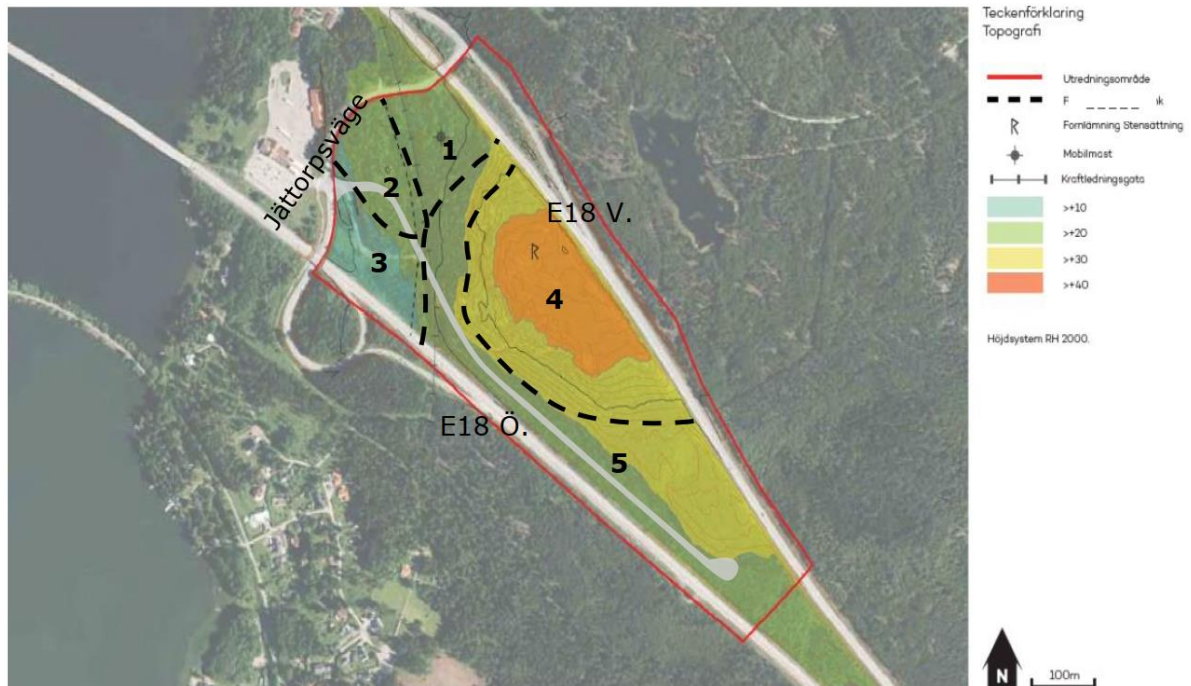 Teckenförklaring
Topografi
Utredningsområde
F k
Fornlämning Stensättning
Mobilmast
Kraftledningsgata
>+10
>+20
>+30
>+40
Höjdsystem RH 2000.
N
100m
Jättorpsväge
1
2
3
E18 V.
R
4
E18 Ö.
5